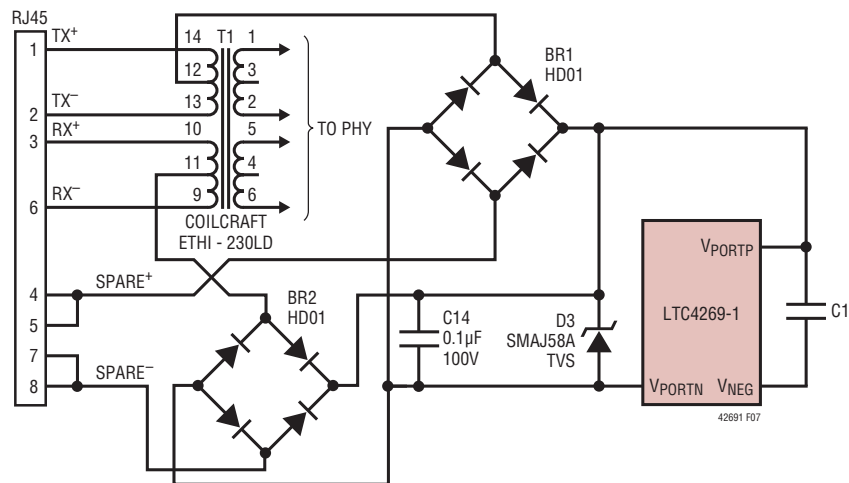 RJ45
1
TX+
2
TX–
3
RX+
6
RX–
4
SPARE+
5
7
8
SPARE–
14
T1
1
12
3
13
2
10
5
11
4
9
6
COILCRAFT
ETHI - 230LD
TO PHY
BR1
HD01
BR2
HD01
C14
0.1µF
100V
D3
SMAJ58A
TVS
VPORTP
LTC4269-1
VPORTN
VNEG
C1
42691 F07